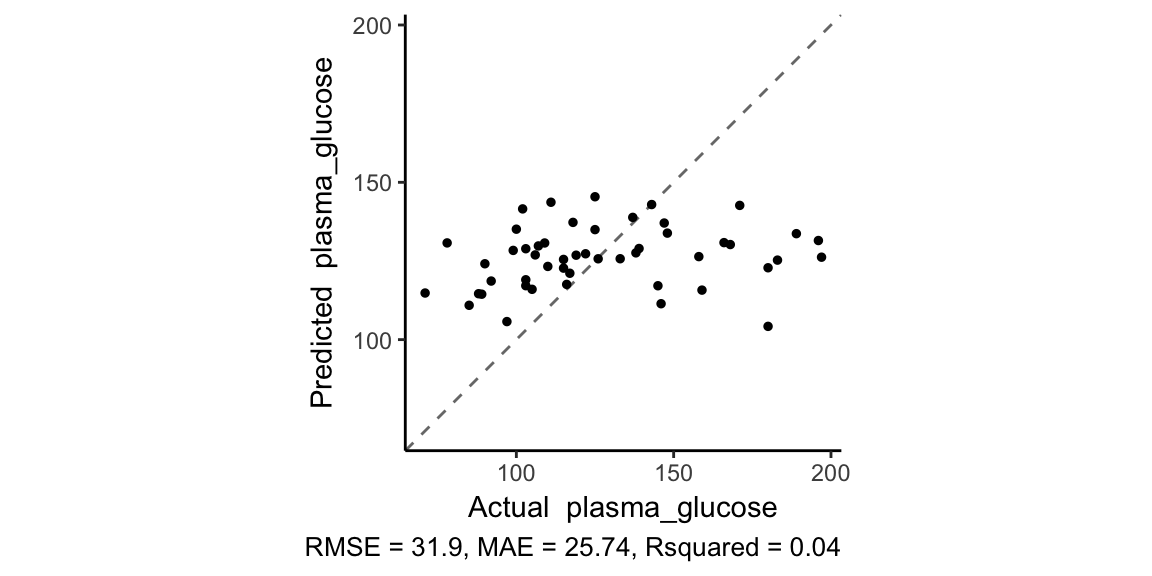 200
150
100
Predicted plasma_glucose
100 150 200
Actual plasma_glucose
RMSE = 31.9, MAE = 25.74, Rsquared = 0.04